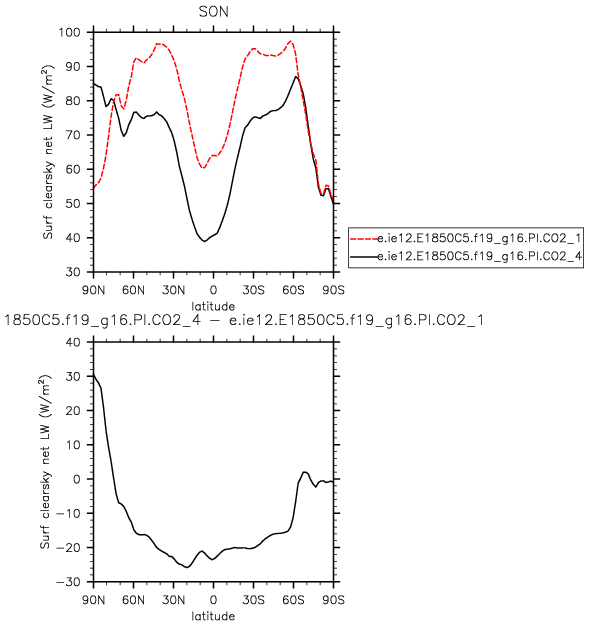 SON
Surf clearsky net LW (W/m²)
100
90
80
70
60
50
40
30
90N 60N 30N 0 30S 60S 90S
latitude
e.ie12.E1850C5.f19_g16.PI.CO2_1
e.ie12.E1850C5.f19_g16.PI.CO2_4
1850C5.f19_g16.PI.CO2_4 − e.ie12.E1850C5.f19_g16.PI.CO2_1
Surf clearsky net LW (W/m²)
40
30
20
10
0
−10
−20
−30
90N 60N 30N 0 30S 60S 90S
latitude